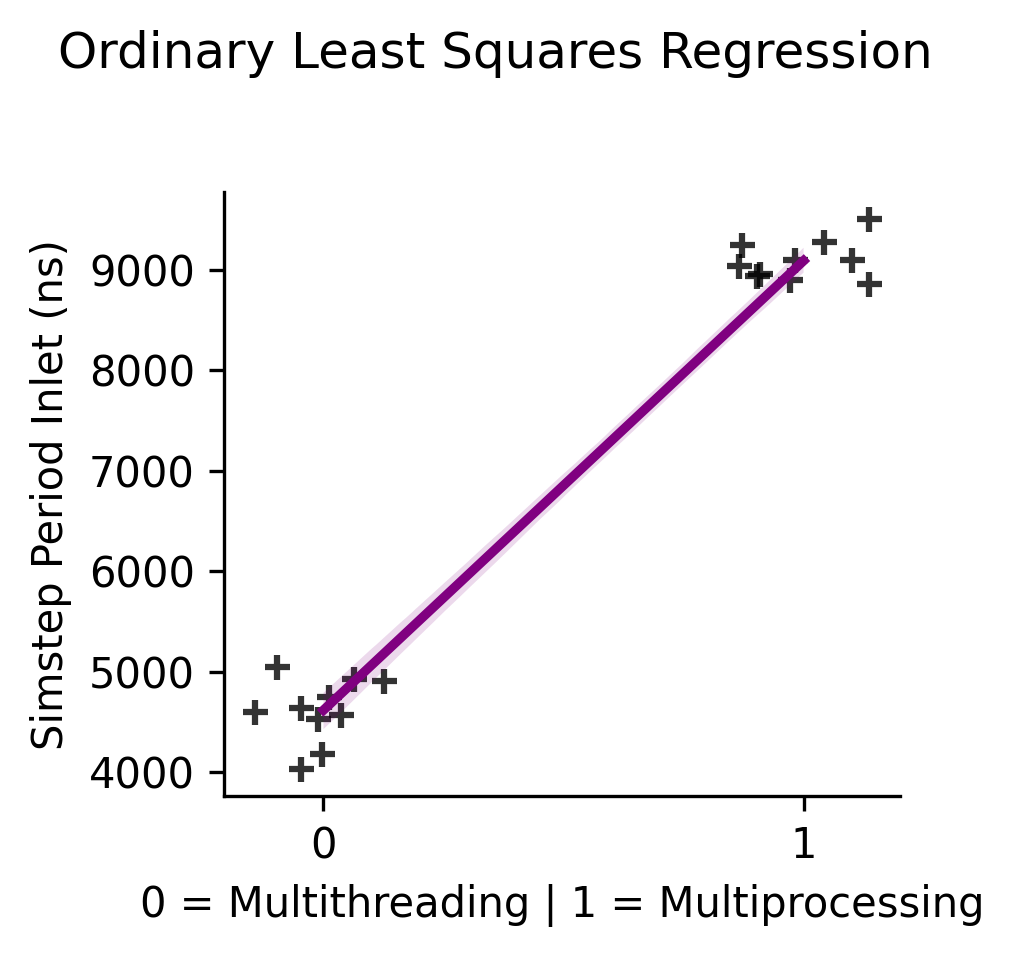 Ordinary Least Squares Regression
Simstep Period Inlet (ns)
9000
8000
7000
6000
5000
4000
0 1
0 = Multithreading | 1 = Multiprocessing